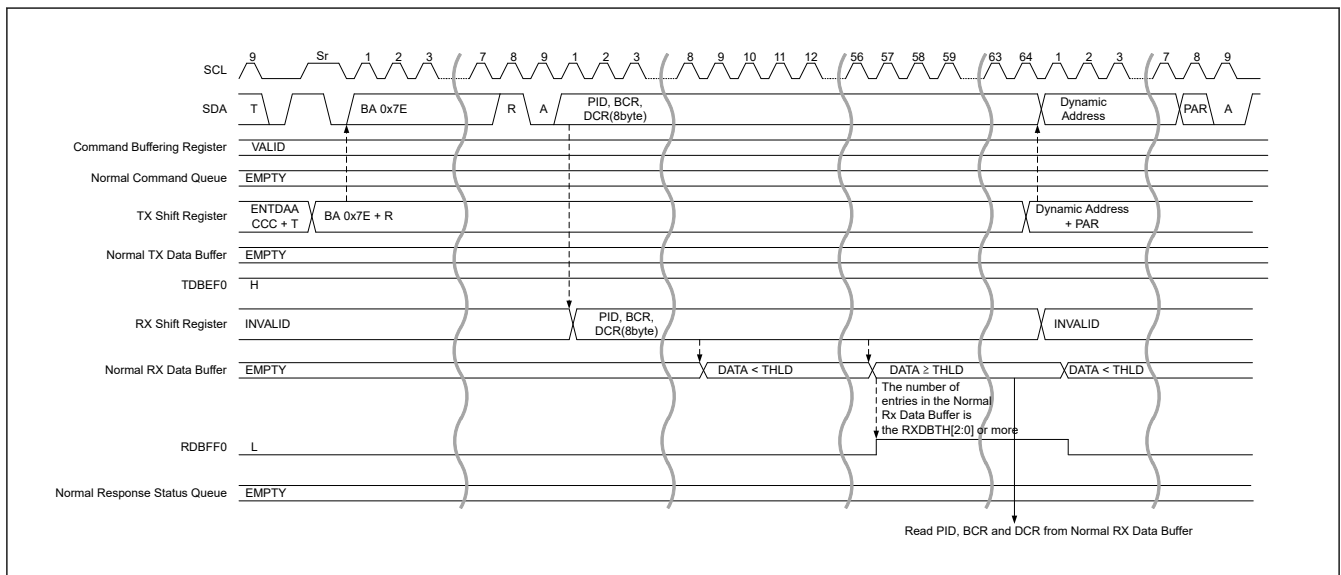 9 Sr 1 2 3 7 8 9 1 2 3 8 9 10 11 12 56 57 58 59 63 64 1 2 3 7 8 9
SCL
SDA T BA 0x7E R A PID, BCR, DCR(8byte) Dynamic Address PAR A
Command Buffering Register VALID
Normal Command Queue EMPTY
TX Shift Register ENTDAA CCC + T BA 0x7E + R Dynamic Address + PAR
Normal TX Data Buffer EMPTY
TDBEF0 H
RX Shift Register INVALID PID, BCR, DCR(8byte) INVALID
Normal RX Data Buffer EMPTY DATA < THLD DATA ≥ THLD DATA < THLD
The number of
entries in the Normal
Rx Data Buffer is
the RXDBTH[2:0] or more
RDBFF0 L
Normal Response Status Queue EMPTY
Read PID, BCR and DCR from Normal RX Data Buffer